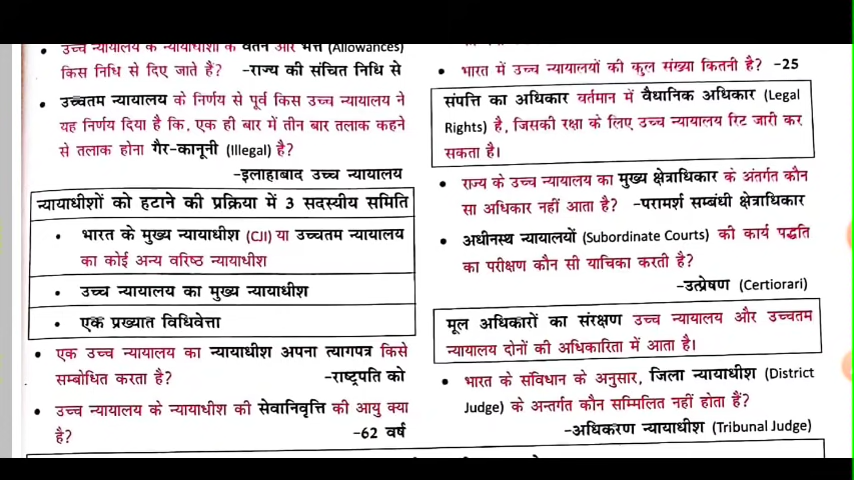 उच्च न्यायालय के न्यायाधीशों के वेतन और भत्ते (Allowances)
किस निधि से दिए जाते हैं? -राज्य की संचित निधि से
उच्चतम न्यायालय के निर्णय से पूर्व किस उच्च न्यायालय ने
यह निर्णय दिया है कि, एक ही बार में तीन बार तलाक कहने
से तलाक होना गैर-कानूनी (Illegal) है?
-इलाहाबाद उच्च न्यायालय
न्यायाधीशों को हटाने की प्रक्रिया में 3 सदस्यीय समिति
भारत के मुख्य न्यायाधीश (CJI) या उच्चतम न्यायालय
का कोई अन्य वरिष्ठ न्यायाधीश
उच्च न्यायालय का मुख्य न्यायाधीश
एक प्रख्यात विधिवेत्ता
एक उच्च न्यायालय का न्यायाधीश अपना त्यागपत्र किसे
सम्बोधित करता है? -राष्ट्रपति को
उच्च न्यायालय के न्यायाधीश की सेवानिवृत्ति की आयु क्या
है? -62 वर्ष
भारत में उच्च न्यायालयों की कुल संख्या कितनी है? -25
संपत्ति का अधिकार वर्तमान में वैधानिक अधिकार (Legal
Rights) है, जिसकी रक्षा के लिए उच्च न्यायालय रिट जारी कर
सकता है।
राज्य के उच्च न्यायालय का मुख्य क्षेत्राधिकार के अंतर्गत कौन
सा अधिकार नहीं आता है? -परामर्श सम्बंधी क्षेत्राधिकार
अधीनस्थ न्यायालयों (Subordinate Courts) की कार्य पद्धति
का परीक्षण कौन सी याचिका करती है?
-उत्प्रेषण (Certiorari)
मूल अधिकारों का संरक्षण उच्च न्यायालय और उच्चतम
न्यायालय दोनों की अधिकारिता में आता है।
भारत के संविधान के अनुसार, जिला न्यायाधीश (District
Judge) के अन्तर्गत कौन सम्मिलित नहीं होता हैं?
-अधिकरण न्यायाधीश (Tribunal Judge)